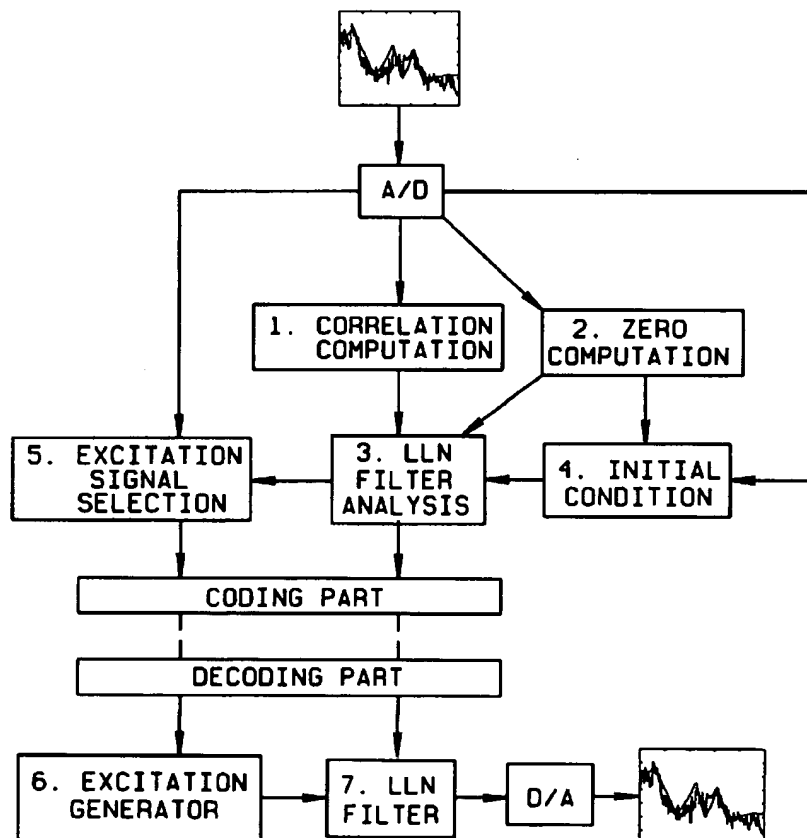 A/D
1. CORRELATION
COMPUTATION
2. ZERO
COMPUTATION
5. EXCITATION
SIGNAL
SELECTION
3. LLN
FILTER
ANALYSIS
4. INITIAL
CONDITION
CODING PART
DECODING PART
6. EXCITATION
GENERATOR
7. LLN
FILTER
D/A